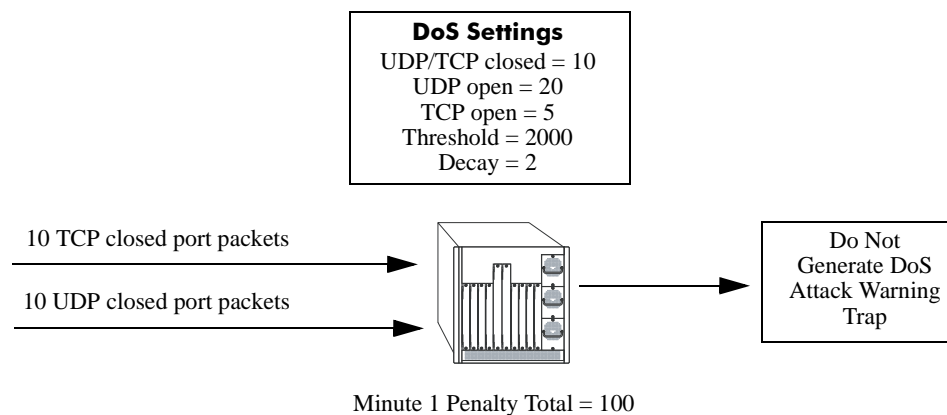 DoS Settings
UDP/TCP closed = 10
UDP open = 20
TCP open = 5
Threshold = 2000
Decay = 2
10 TCP closed port packets
10 UDP closed port packets
Do Not
Generate DoS
Attack Warning
Trap
Minute 1 Penalty Total = 100